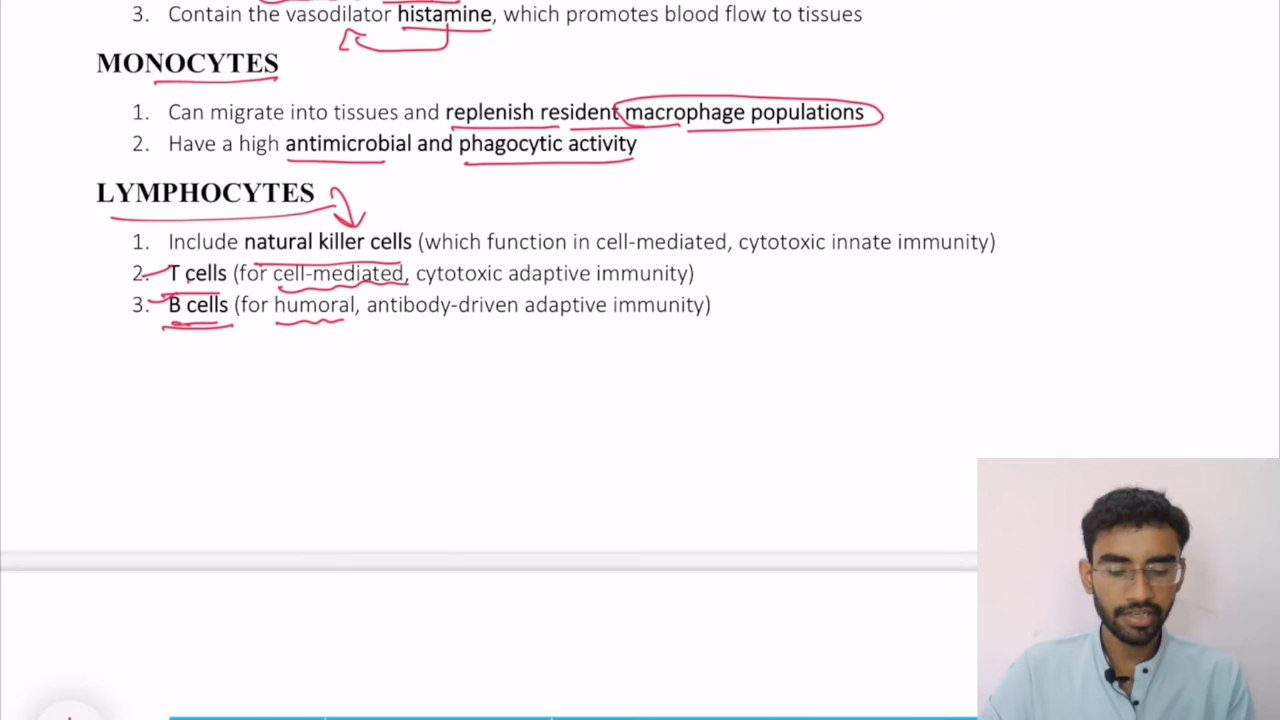 3. Contain the vasodilator histamine, which promotes blood flow to tissues
MONOCYTES
1. Can migrate into tissues and replenish resident macrophage populations
2. Have a high antimicrobial and phagocytic activity
LYMPHOCYTES
1. Include natural killer cells (which function in cell-mediated, cytotoxic innate immunity)
2. T cells (for cell-mediated, cytotoxic adaptive immunity)
3. B cells (for humoral, antibody-driven adaptive immunity)